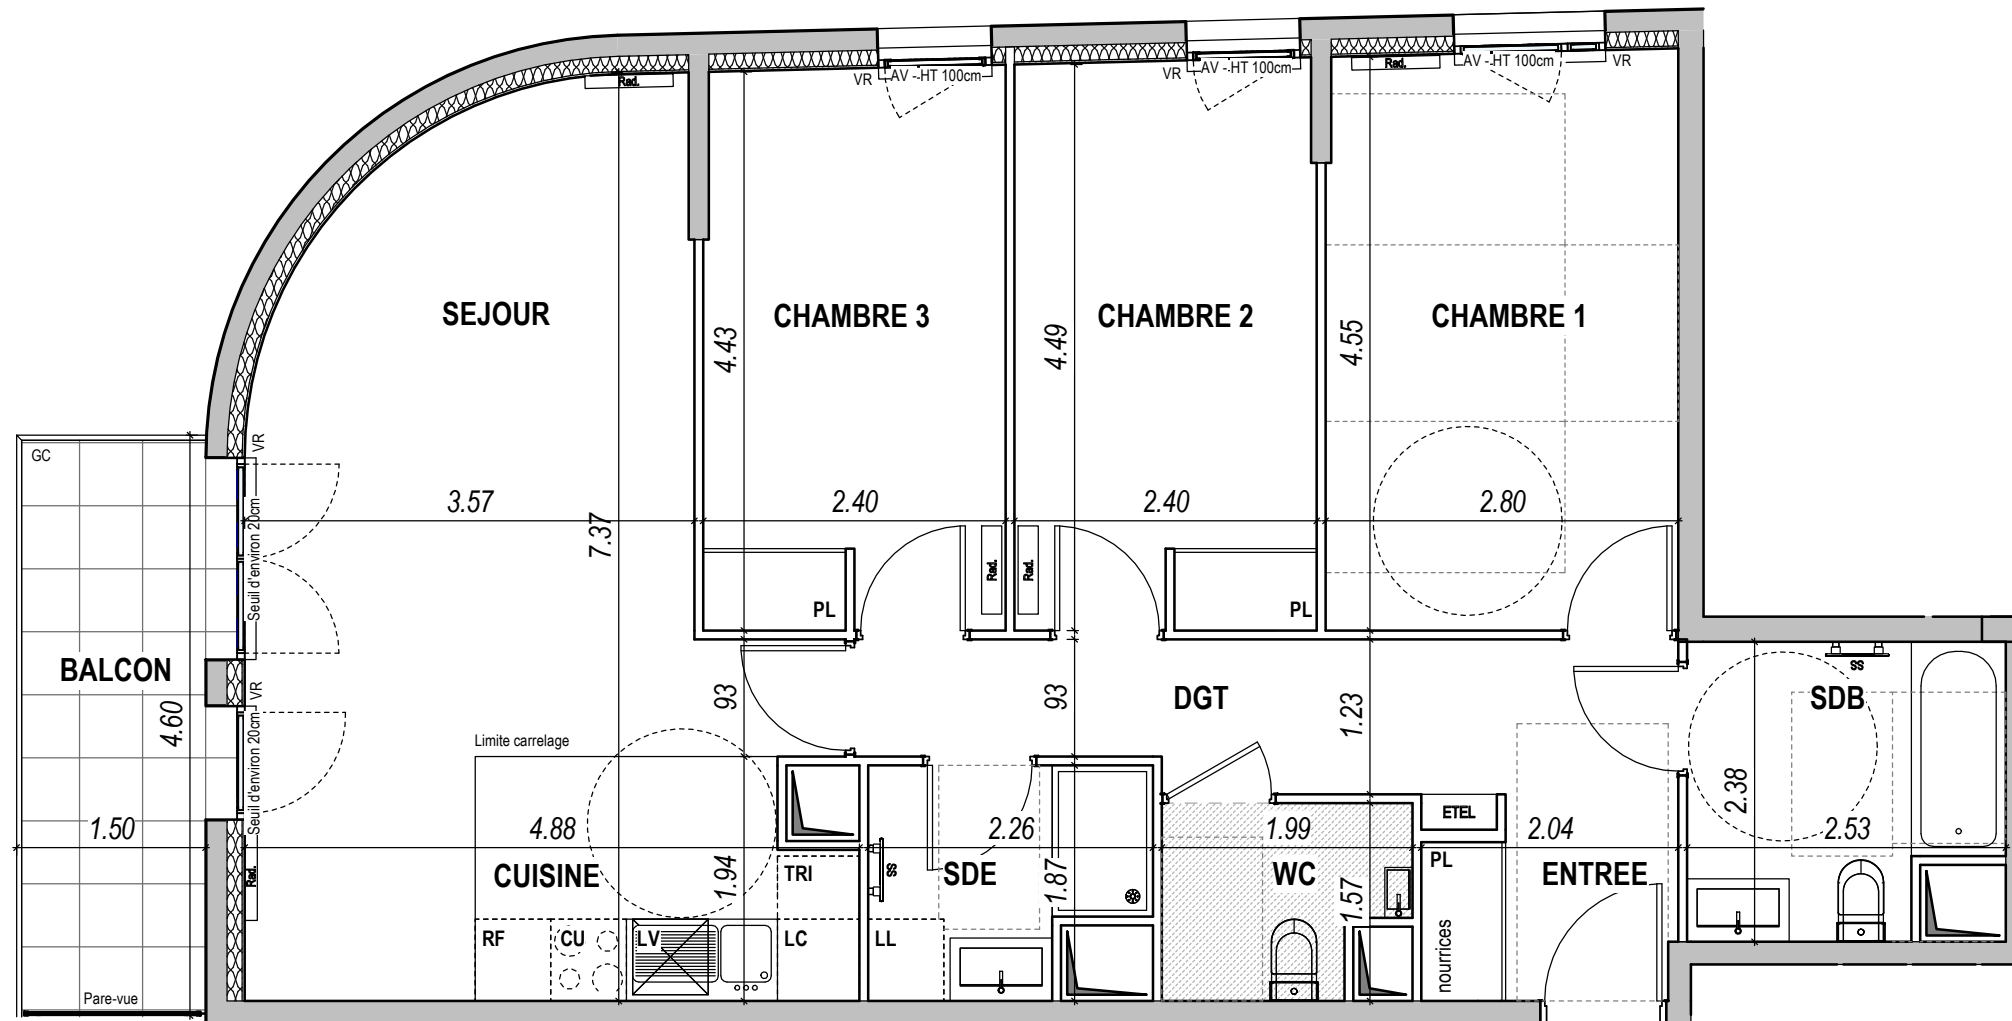 Rad.
VR
AV - HT 100cm
VR
AV - HT 100cm
Rad.
AV - HT 100cm
VR
SEJOUR
CHAMBRE 3
CHAMBRE 2
CHAMBRE 1
4.43
4.49
4.55
GC
VR
3.57
2.40
2.40
2.80
7.37
Seuil d'environ 20cm
Rad.
Rad.
PL
PL
BALCON
4.60
VR
93
93
DGT
1.23
SS
SDB
Limite carrelage
Seuil d'environ 20cm
2.38
1.50
4.88
2.26
1.99
ETEL
2.04
2.53
Rad.
CUISINE
1.94
TRI
SS
SDE
1.87
WC
1.57
PL
ENTREE
RF
CU
LV
LC
LL
nourrices
Pare-vue